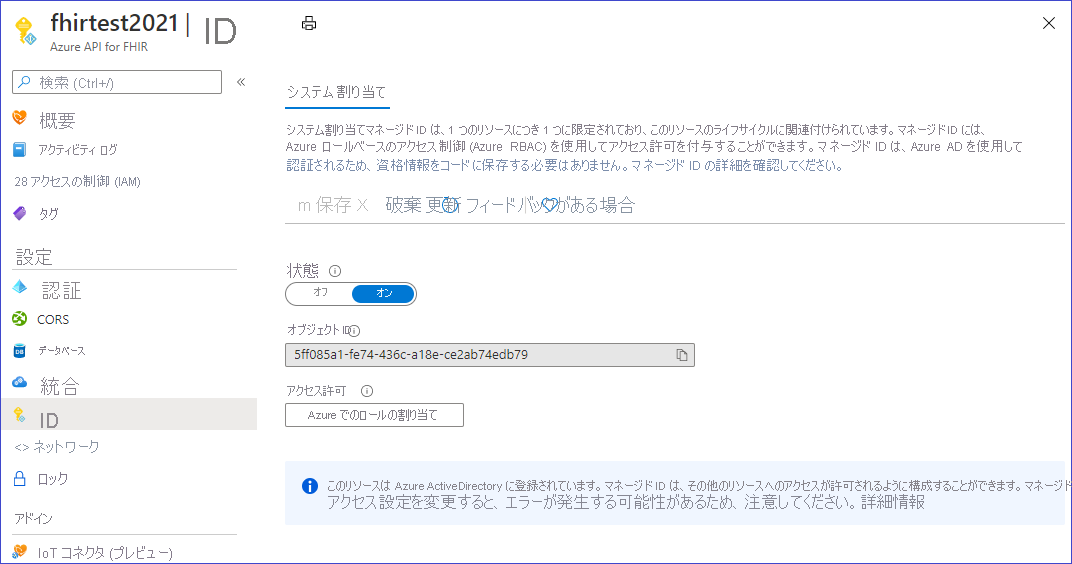 fhirtest2021 | ID
Azure API for FHIR
検索 (Ctrl+/)
«
概要
アクティビティ ログ
28 アクセスの制御 (IAM)
タグ
設定
認証
CORS
データベース
統合
ID
<> ネットワーク
ロック
アドイン
IoT コネクタ (プレビュー)
システム割り当て
システム割り当てマネージド ID は、1 つのリソースにつき 1 つに限定されており、このリソースのライフサイクルに関連付けられています。マネージド ID には、
Azure ロールベースのアクセス制御 (Azure RBAC) を使用してアクセス許可を付与することができます。マネージド ID は、Azure AD を使用して
認証されるため、資格情報をコードに保存する必要はありません。マネージド ID の詳細を確認してください。
m 保存 X 破棄 更新 フィードバックがある場合
状態
オフ オン
オブジェクト ID
5ff085a1-fe74-436c-a18e-ce2ab74edb79
アクセス許可
Azure でのロールの割り当て
このリソースは Azure ActiveDirectory に登録されています。マネージド ID は、その他のリソースへのアクセスが許可されるように構成することができます。マネージド
アクセス設定を変更すると、エラーが発生する可能性があるため、注意してください。詳細情報